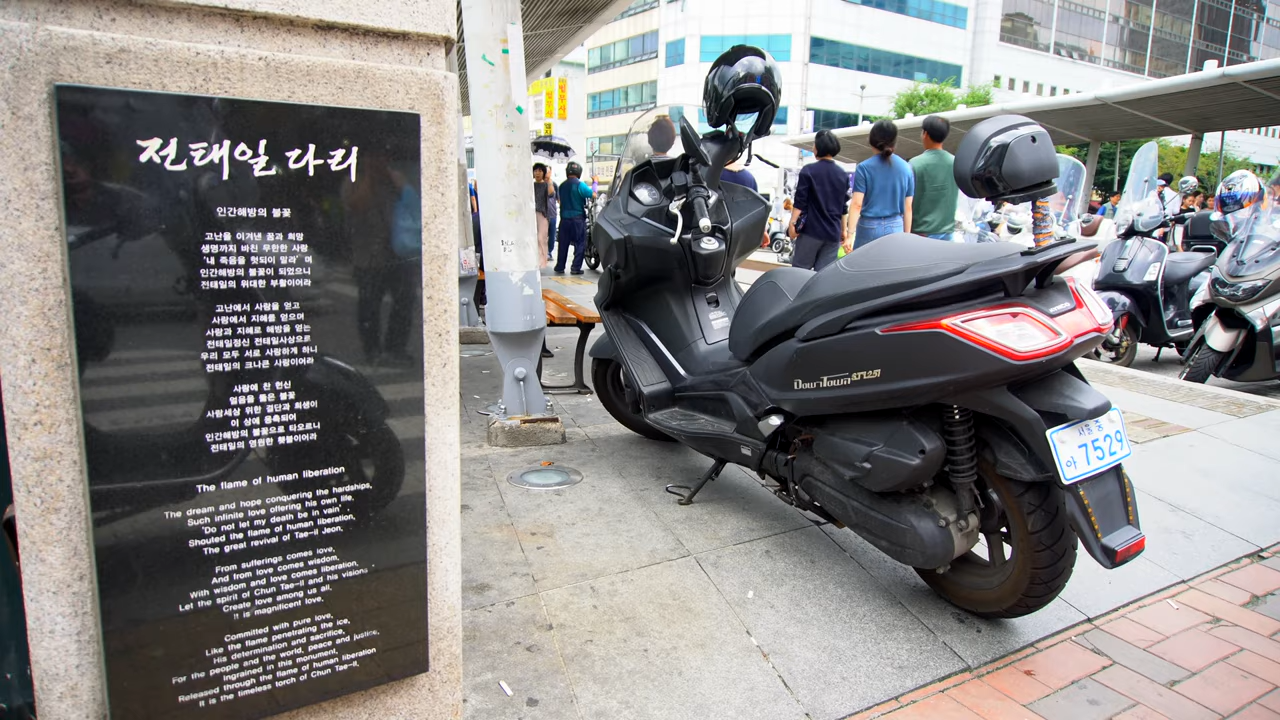 전태일 다리
인간해방의 불꽃
고난을 이겨낸 꿈과 희망
생명까지 바친 무한한 사랑
'내 죽음을 헛되이 말라' 며
인간해방의 불꽃이 되었으니
전태일의 위대한 부활이어라
고난에서 사랑을 얻고
사랑에서 지혜를 얻으며
사랑과 지혜로 해방을 얻는
전태일정신 전태일사상으로
우리 모두 서로 사랑하게 하니
전태일의 크나큰 사랑이어라
사랑에 찬 헌신
얼음을 뚫은 불꽃
사람세상 위한 결단과 희생이
이 상에 응축되어
인간해방의 불꽃으로 타오르니
전태일의 영원한 횃불이어라
The flame of human liberation
The dream and hope conquering the hardships,
Such infinite love offering his own life,
"Do not let my death be in vain"
Shouted the flame of human liberation,
The great revival of Tae-il Jeon.
From sufferings comes love,
And from love comes wisdom,
With wisdom and love comes liberation,
Let the spirit of Chun Tae-il and his vision
Create love among us all,
It is magnificent love.
Committed with pure love,
Like the flame penetrating the ice,
His determination and sacrifice,
For the people and the world, peace and justice,
Ingrained in this monument,
Released through the flame of human liberation
It is the timeless torch of Chun Tae-il.
DownTown
125i
서울 중
아 7529
법무사